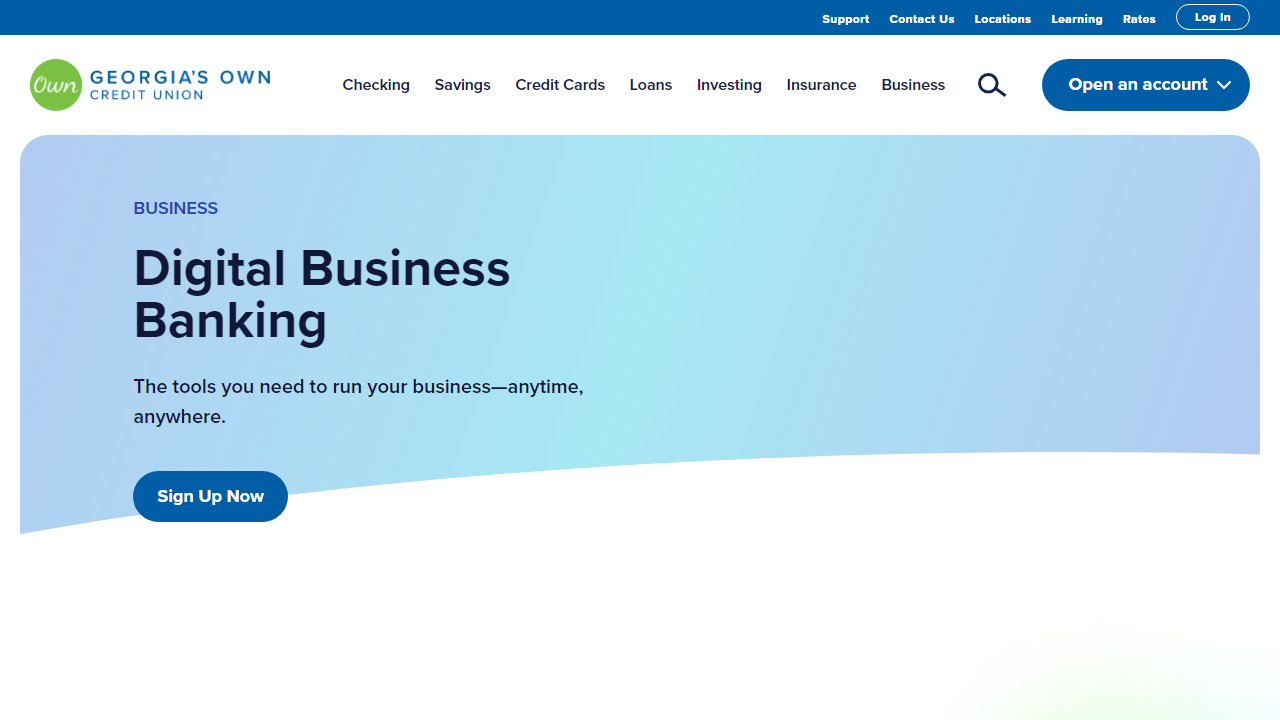 Support Contact Us Locations Learning Rates Log In
Own GEORGIA'S OWN
CREDIT UNION
Checking Savings Credit Cards Loans Investing Insurance Business Open an account
BUSINESS
Digital Business
Banking
The tools you need to run your business—anytime,
anywhere.
Sign Up Now